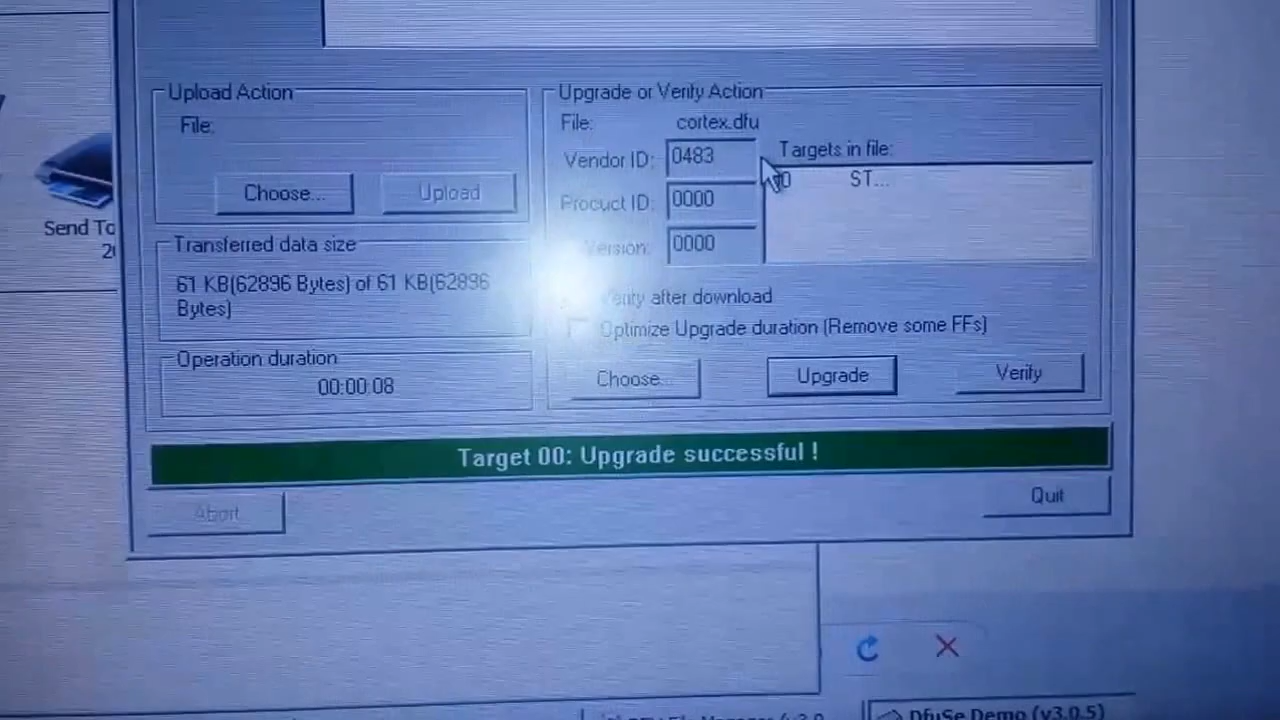 Upload Action
File:
Choose...
Upload
Transferred data size
61 KB(62896 Bytes) of 61 KB(62896
Bytes)
Operation duration
00:00:08
Upgrade or Verify Action
File: cortex.dfu
Vendor ID: 0483
Procuct ID: 0000
Version: 0000
Targets in file:
ST...
Verify after download
Optimize Upgrade duration (Remove some FFs)
Choose...
Upgrade
Verify
Target 00: Upgrade successful !
Abort
Quit
Send To
DfuSe Demo (v3.0.5)